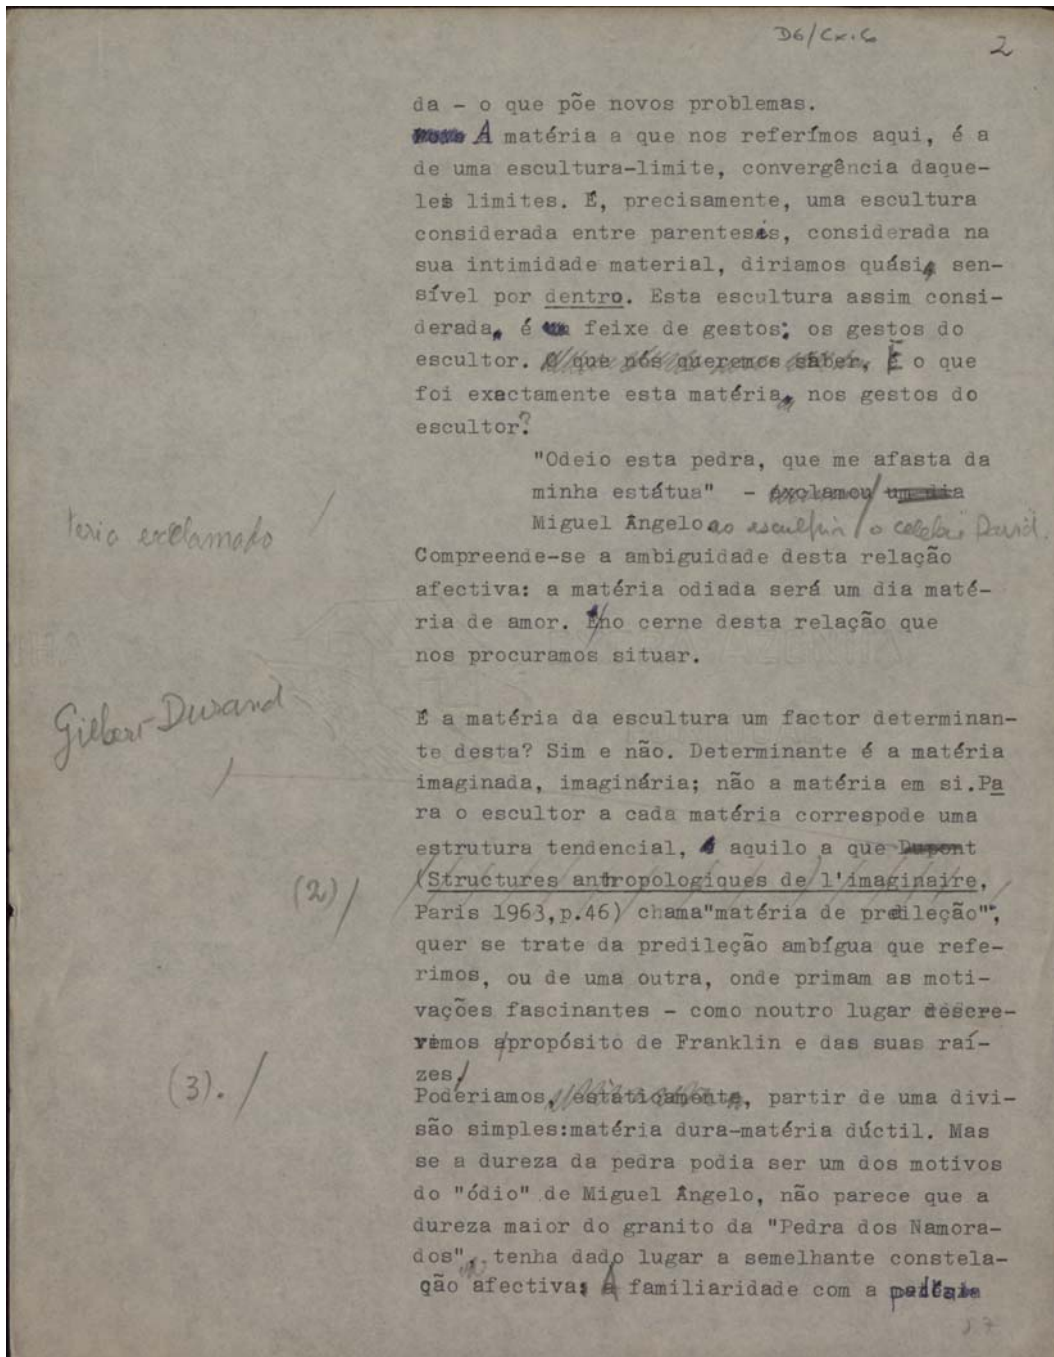 D6/Cx.6
2
da - o que põe novos problemas.
A matéria a que nos referímos aqui, é a
de uma escultura-limite, convergência daque-
les limites. É, precisamente, uma escultura
considerada entre parentesis, considerada na
sua intimidade material, diriamos quási, sen-
sível por dentro. Esta escultura assim consi-
derada, é um feixe de gestos: os gestos do
escultor. O que nós queremos saber. É o que
foi exactamente esta matéria, nos gestos do
escultor?
"Odeio esta pedra, que me afasta da
minha estátua" - exclamou/ um dia
teria exclamado /
Miguel Ângelo ao esculpir o celebre David.
Compreende-se a ambiguidade desta relação
afectiva: a matéria odiada será um dia maté-
ria de amor. É/no cerne desta relação que
nos procuramos situar.
Gilbert Durand
É a matéria da escultura um factor determinan-
te desta? Sim e não. Determinante é a matéria
/
imaginada, imaginária; não a matéria em si.Pa
ra o escultor a cada matéria correspode uma
estrutura tendencial, aquilo a que Dupont
(2)/
(Structures antropologiques de l'imaginaire,
Paris 1963,p.46) chama"matéria de predileção",
quer se trate da predileção ambígua que refe-
rimos, ou de uma outra, onde primam as moti-
vações fascinantes - como noutro lugar descre-
vemos a/propósito de Franklin e das suas raí-
(3)./
zes/
Poderiamos, estaticamente, partir de uma divi-
são simples:matéria dura-matéria dúctil. Mas
se a dureza da pedra podia ser um dos motivos
do "ódio" de Miguel Ângelo, não parece que a
dureza maior do granito da "Pedra dos Namora-
dos", tenha dado lugar a semelhante constela-
ção afectiva: A familiaridade com a